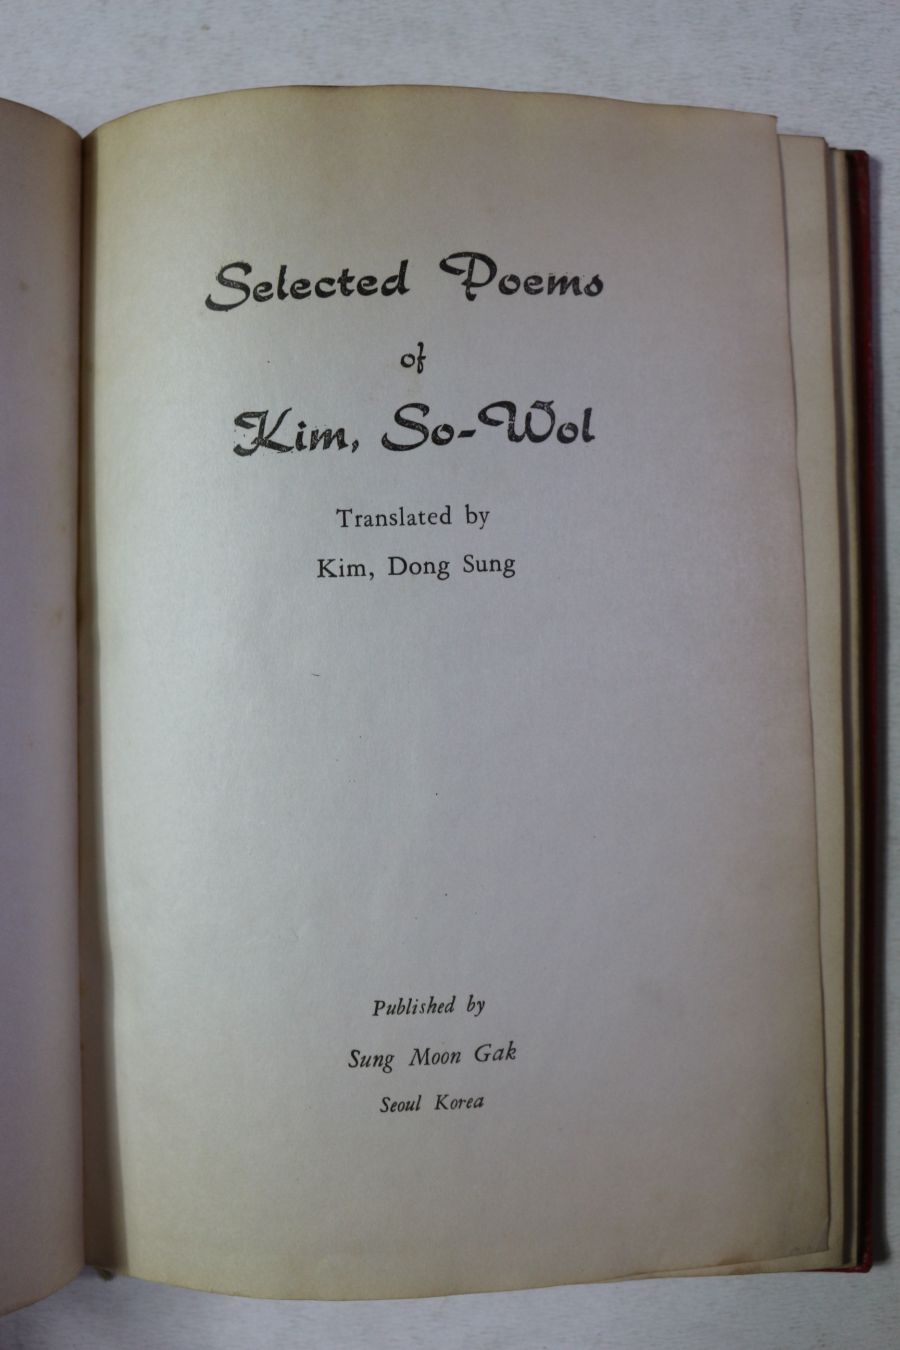 Selected Poems
of
Kim, So-Wol
Translated by
Kim, Dong Sung
Published by
Sung Moon Gak
Seoul Korea